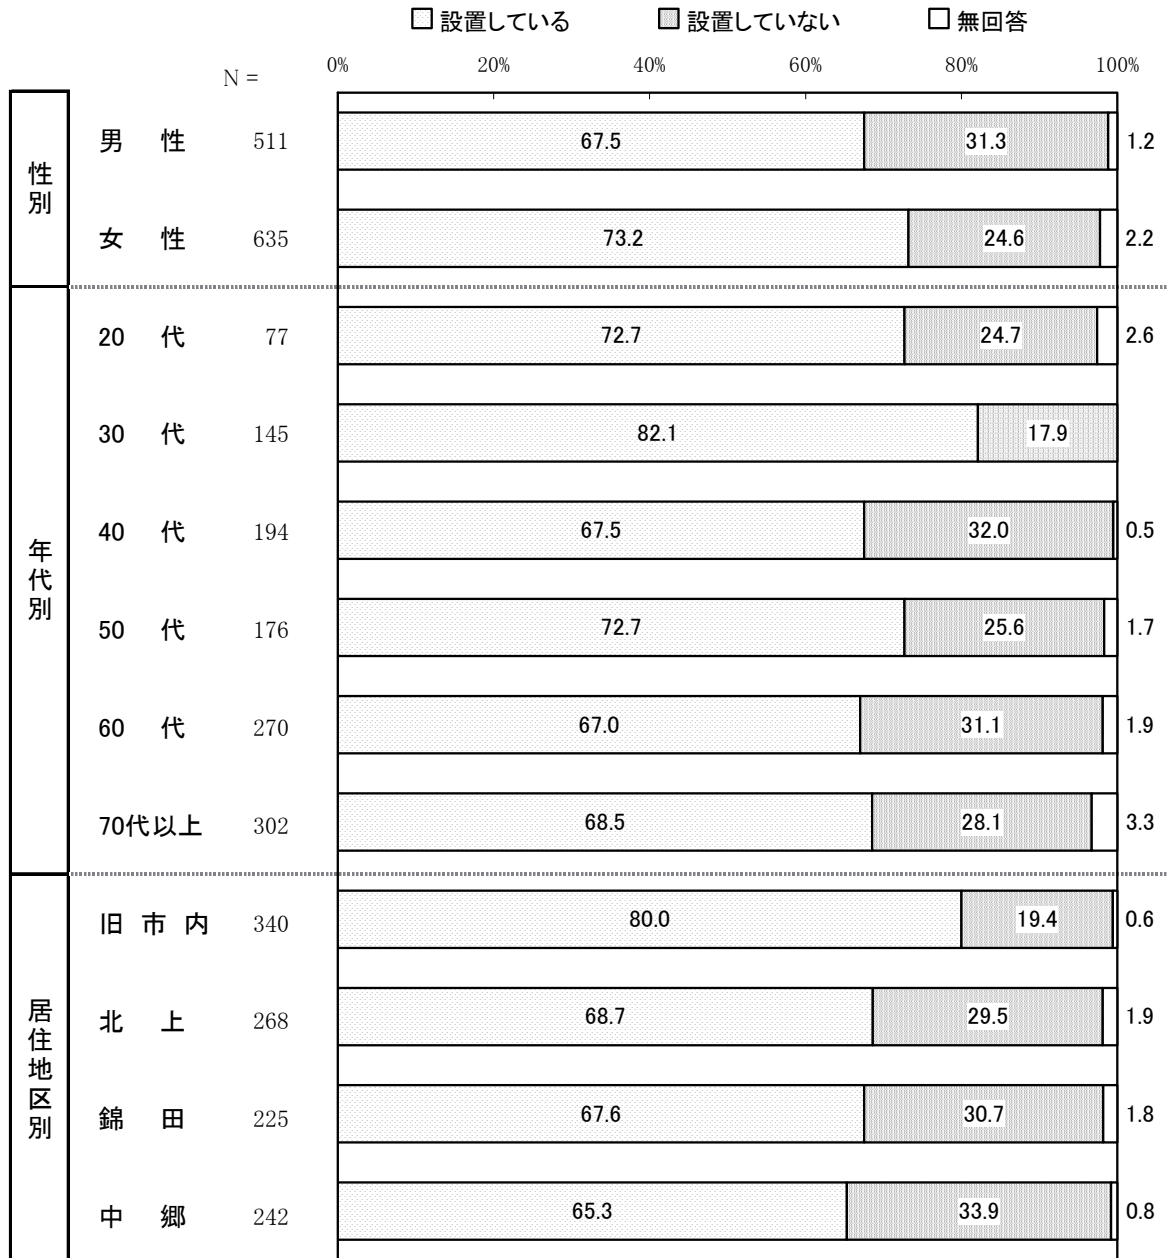 設置している 設置していない 無回答
N = 0% 20% 40% 60% 80% 100%
性別
男 性 511 67.5 31.3 1.2
女 性 635 73.2 24.6 2.2
年代別
20 代 77 72.7 24.7 2.6
30 代 145 82.1 17.9
40 代 194 67.5 32.0 0.5
50 代 176 72.7 25.6 1.7
60 代 270 67.0 31.1 1.9
70代以上 302 68.5 28.1 3.3
居住地区別
旧 市 内 340 80.0 19.4 0.6
北 上 268 68.7 29.5 1.9
錦 田 225 67.6 30.7 1.8
中 郷 242 65.3 33.9 0.8